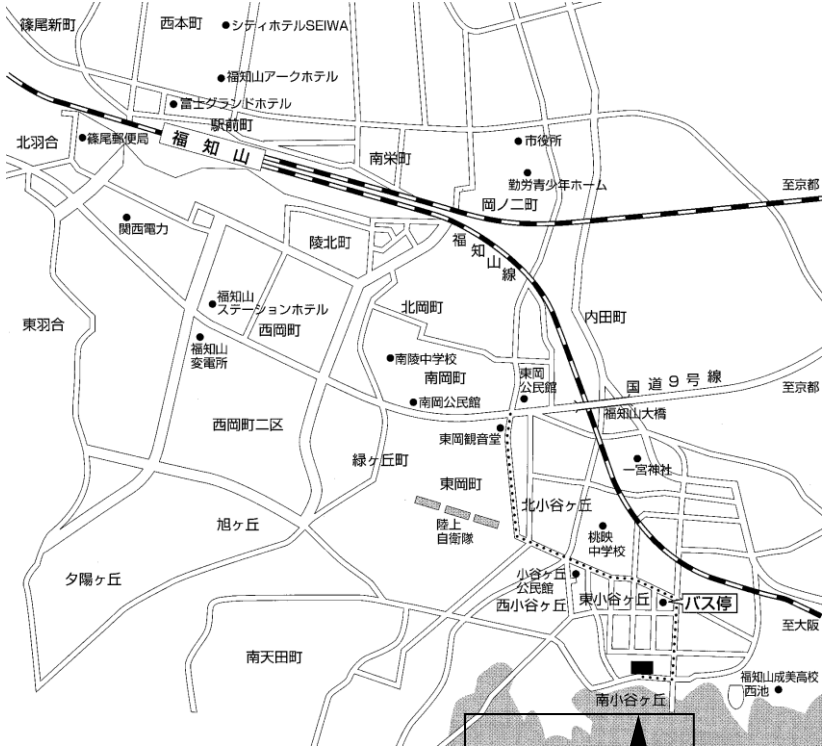 篠尾新町
西本町
シティホテルSEIWA
福知山アークホテル
富士グランドホテル
駅前町
北羽合
篠尾郵便局
福知山
南栄町
市役所
勤労青少年ホーム
至京都
岡ノ二町
関西電力
陵北町
福知山線
福知山
ステーションホテル
北岡町
内田町
東羽合
西岡町
福知山
変電所
南陵中学校
南岡町
東岡
公民館
国道9号線
至京都
南岡公民館
福知山大橋
西岡町二区
東岡観音堂
緑ヶ丘町
一宮神社
東岡町
北小谷ヶ丘
陸上
自衛隊
旭ヶ丘
桃映
中学校
夕陽ヶ丘
小谷ヶ丘
公民館
西小谷ヶ丘
東小谷ヶ丘
バス停
至大阪
南天田町
福知山成美高校
西池
南小谷ヶ丘